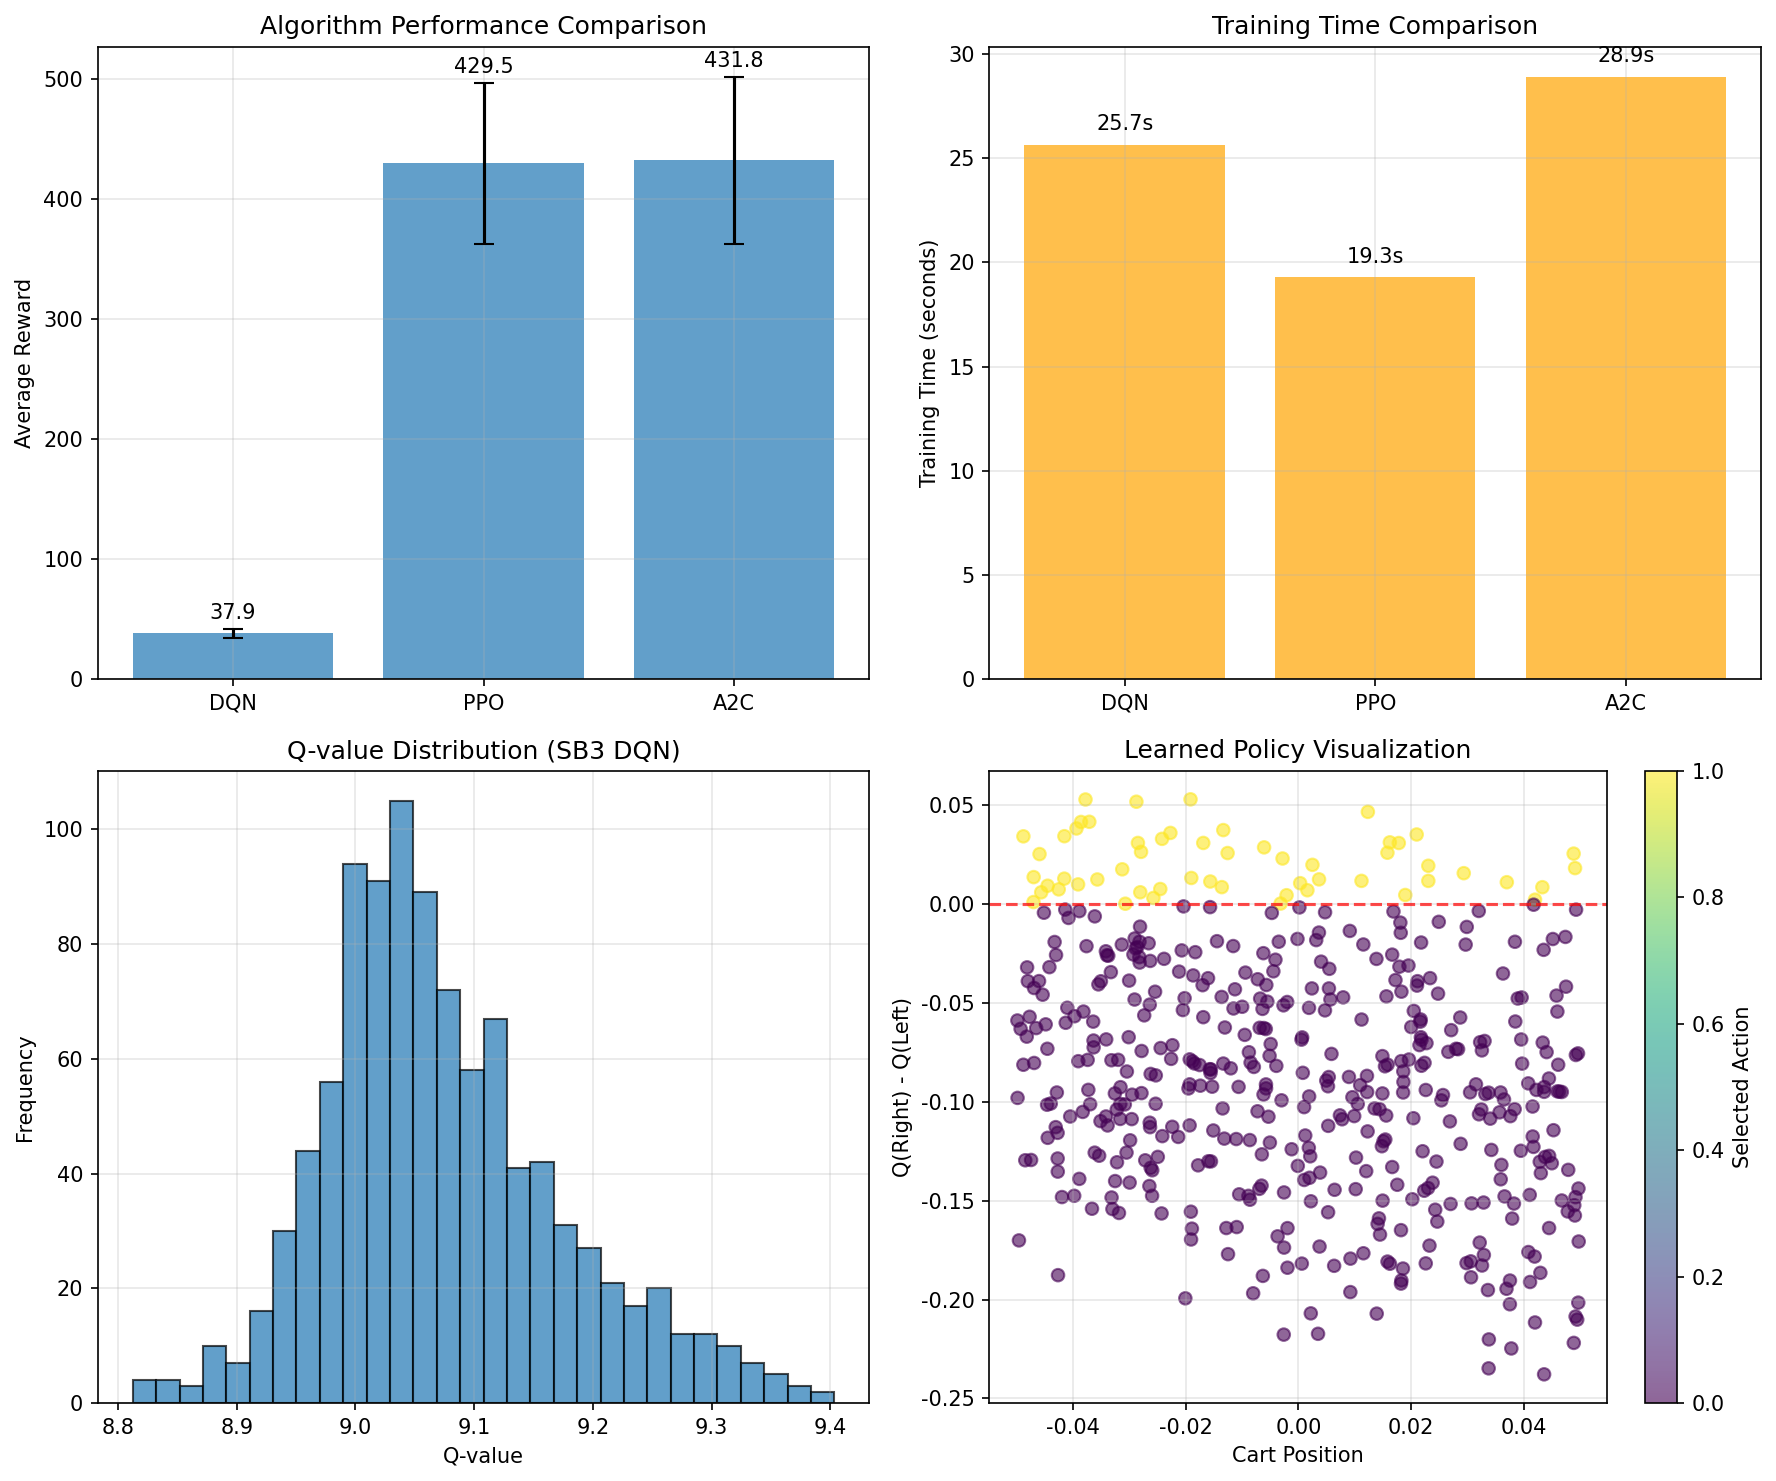 Algorithm Performance Comparison
Average Reward
500
400
300
200
100
0
37.9
429.5
431.8
DQN PPO A2C
Training Time Comparison
Training Time (seconds)
30
25
20
15
10
5
0
25.7s
19.3s
28.9s
DQN PPO A2C
Q-value Distribution (SB3 DQN)
Frequency
100
80
60
40
20
0
8.8 8.9 9.0 9.1 9.2 9.3 9.4
Q-value
Learned Policy Visualization
Q(Right) - Q(Left)
0.05
0.00
-0.05
-0.10
-0.15
-0.20
-0.25
-0.04 -0.02 0.00 0.02 0.04
Cart Position
1.0
0.8
0.6
0.4
0.2
0.0
Selected Action